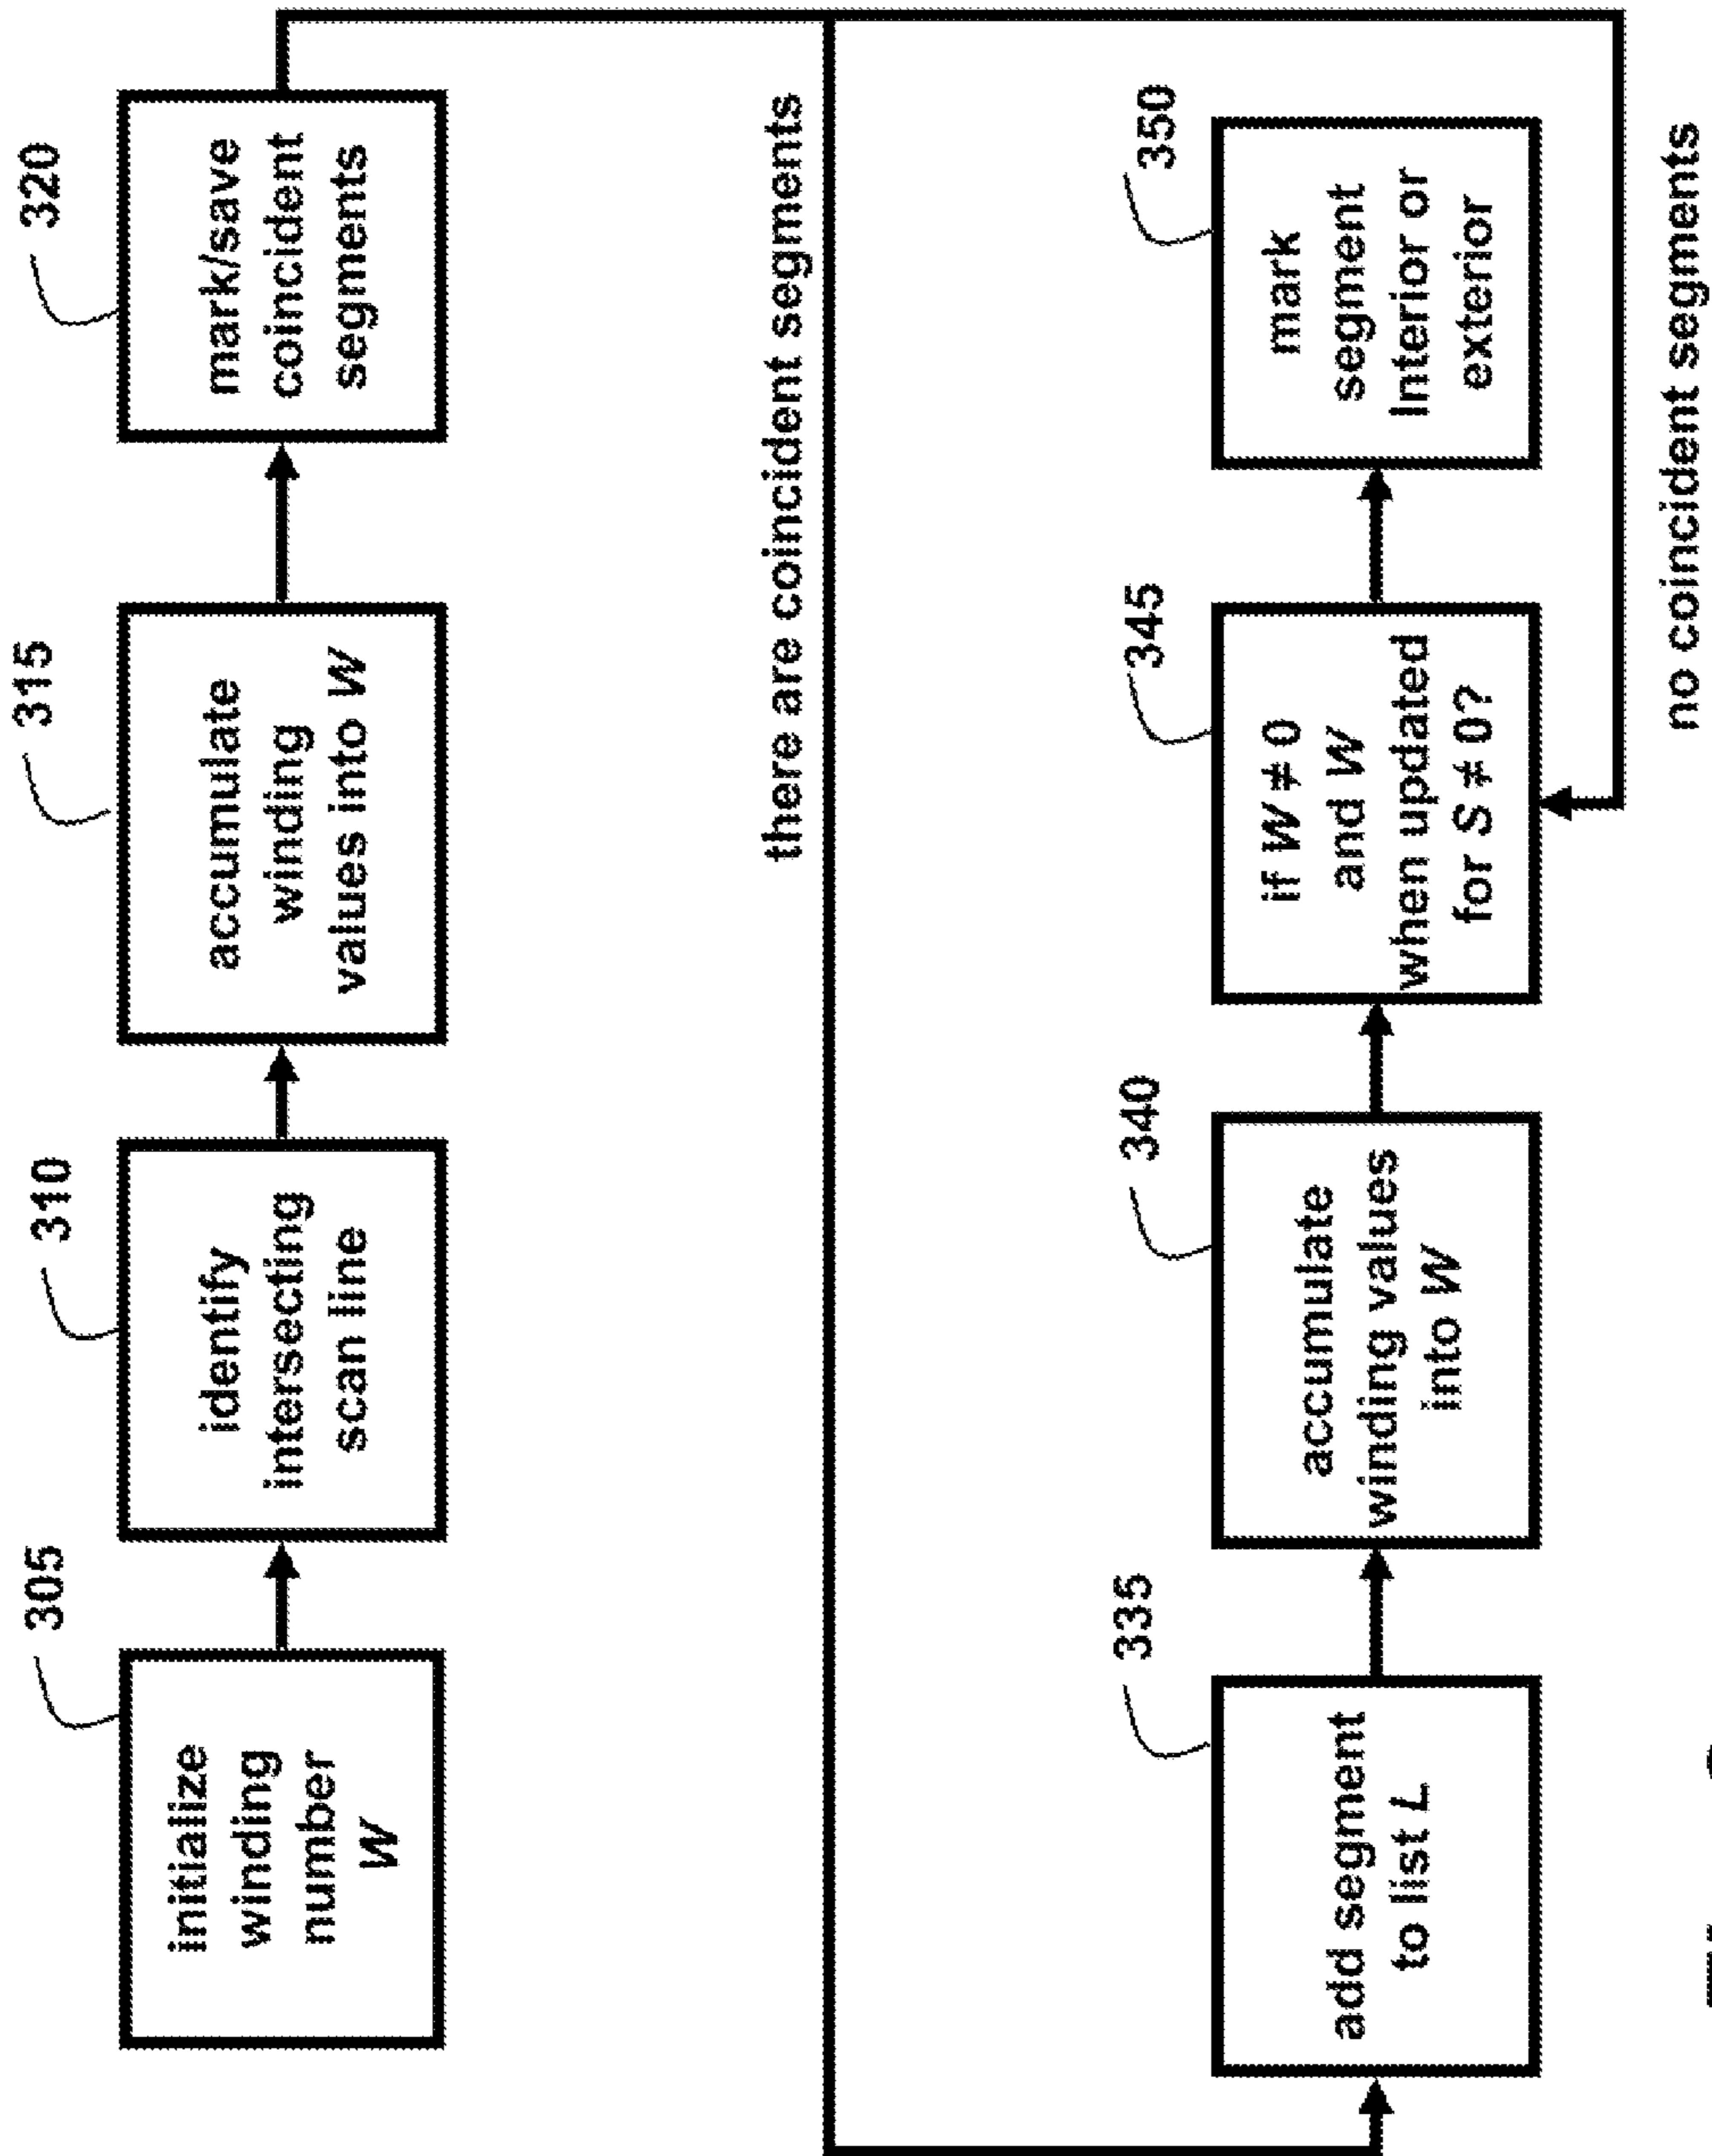 305
initialize
winding
number
W
310
identify
intersecting
scan line
315
accumulate
winding
values into W
320
mark/save
coincident
segments
there are coincident segments
335
add segment
to list L
340
accumulate
winding values
into W
345
if W ≠ 0
and W
when updated
for S ≠ 0?
350
mark
segment
Interior or
exterior
no coincident segments